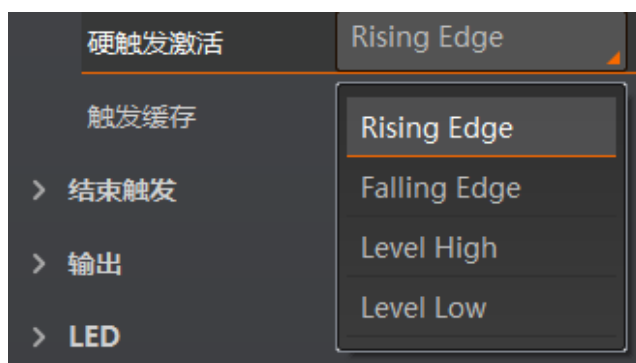 硬触发激活 Rising Edge
触发缓存 Rising Edge
结束触发 Falling Edge
输出 Level High
Level Low
LED